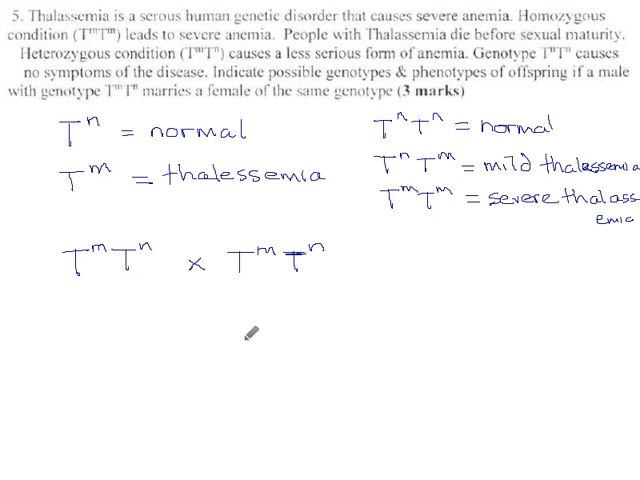 5. Thalassemia is a serous human genetic disorder that causes severe anemia. Homozygous
condition (TᵐTᵐ) leads to severe anemia. People with Thalassemia die before sexual maturity.
Heterozygous condition (TᵐTⁿ) causes a less serious form of anemia. Genotype TⁿTⁿ causes
no symptoms of the disease. Indicate possible genotypes & phenotypes of offspring if a male
with genotype TᵐTⁿ marries a female of the same genotype (3 marks)
Tⁿ = normal
Tᵐ = thalessemia
TⁿTⁿ = normal
TⁿTᵐ = mild thalessemia
TᵐTᵐ = severe thalass
emic
TᵐTⁿ × TᵐTⁿ